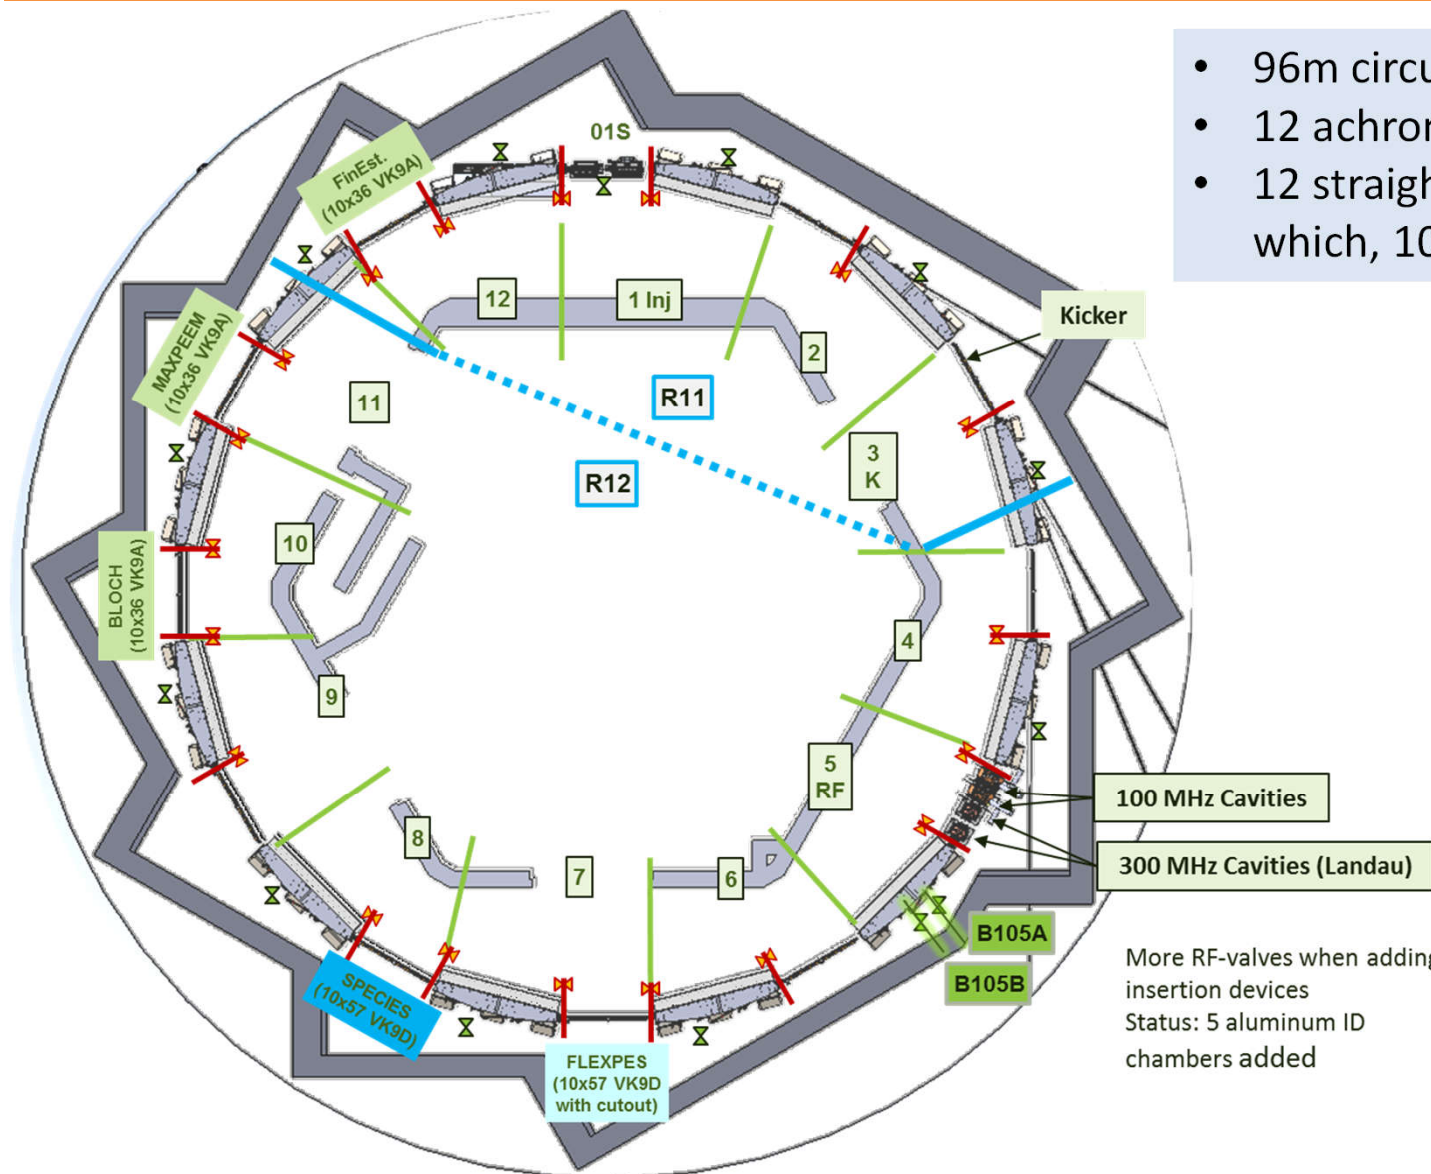 • 96m circu
• 12 achror
• 12 straigh
which, 10
01S
FinEst.
(10x36 VK9A)
MAXPEEM
(10x36 VK9A)
BLOCH
(10x36 VK9A)
12
1 Inj
2
Kicker
11
R11
R12
3
K
10
4
9
5
RF
8
7
6
100 MHz Cavities
300 MHz Cavities (Landau)
B105A
B105B
SPECIES
(10x57 VK9D)
FLEXPES
(10x57 VK9D
with cutout)
More RF-valves when adding
insertion devices
Status: 5 aluminum ID
chambers added